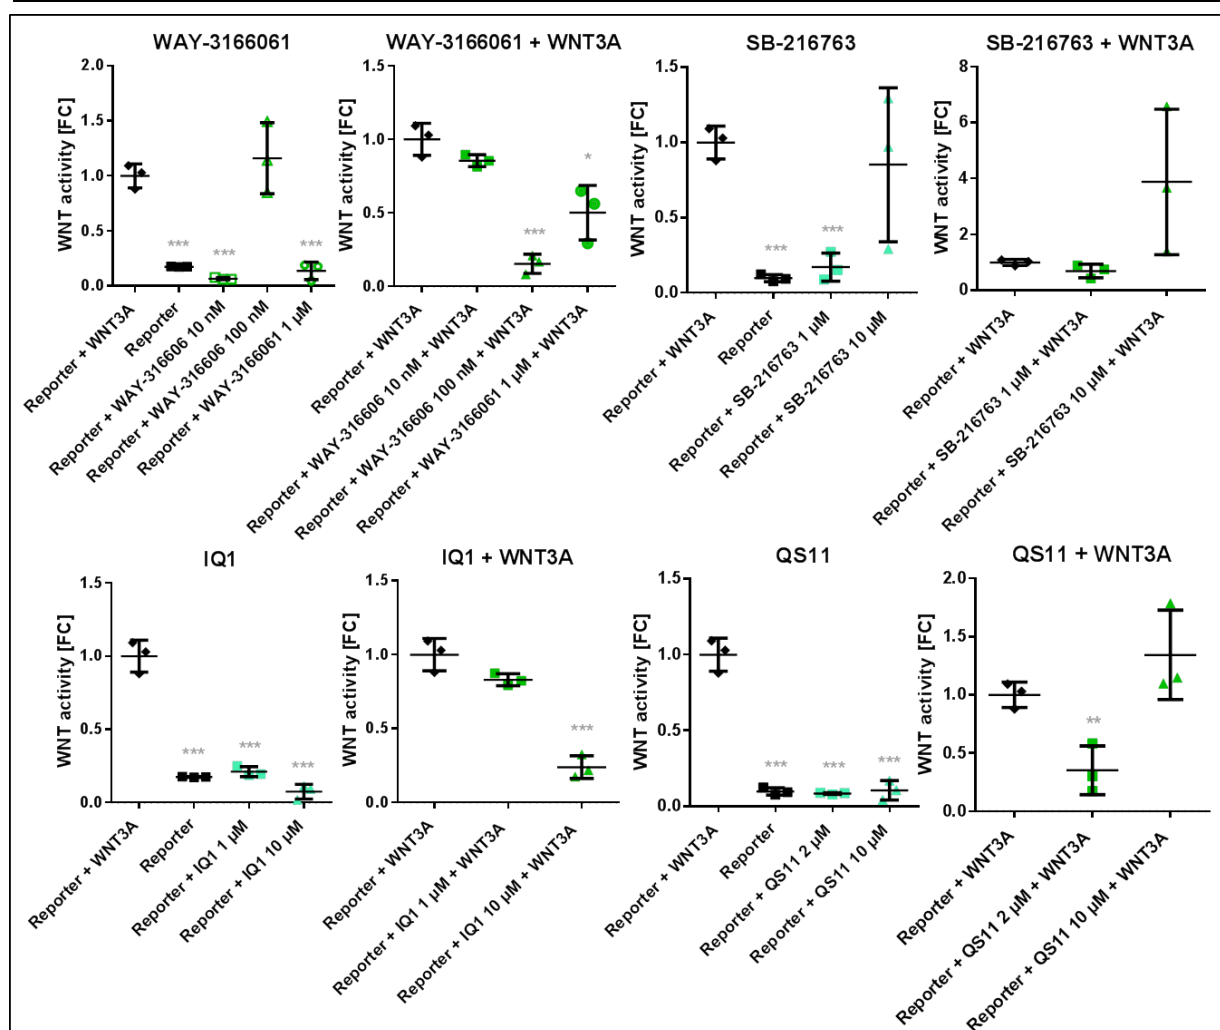 WAY-3166061
WNT activity [FC]
2.0
1.5
1.0
0.5
0.0
***
***
***
Reporter + WNT3A
Reporter
Reporter + WAY-316606 10 nM
Reporter + WAY-316606 100 nM
Reporter + WAY-3166061 1 µM
WAY-3166061 + WNT3A
WNT activity [FC]
1.5
1.0
0.5
0.0
***
*
Reporter + WNT3A
Reporter + WAY-316606 10 nM + WNT3A
Reporter + WAY-316606 100 nM + WNT3A
Reporter + WAY-3166061 1 µM + WNT3A
SB-216763
WNT activity [FC]
1.5
1.0
0.5
0.0
***
***
Reporter + WNT3A
Reporter
Reporter + SB-216763 1 µM
Reporter + SB-216763 10 µM
SB-216763 + WNT3A
WNT activity [FC]
8
6
4
2
0
Reporter + WNT3A
Reporter + SB-216763 1 µM + WNT3A
Reporter + SB-216763 10 µM + WNT3A
IQ1
WNT activity [FC]
1.5
1.0
0.5
0.0
***
***
***
Reporter + WNT3A
Reporter
Reporter + IQ1 1 µM
Reporter + IQ1 10 µM
IQ1 + WNT3A
WNT activity [FC]
1.5
1.0
0.5
0.0
***
Reporter + WNT3A
Reporter + IQ1 1 µM + WNT3A
Reporter + IQ1 10 µM + WNT3A
QS11
WNT activity [FC]
1.5
1.0
0.5
0.0
***
***
***
Reporter + WNT3A
Reporter
Reporter + QS11 2 µM
Reporter + QS11 10 µM
QS11 + WNT3A
WNT activity [FC]
2.0
1.5
1.0
0.5
0.0
**
Reporter + WNT3A
Reporter + QS11 2 µM + WNT3A
Reporter + QS11 10 µM + WNT3A